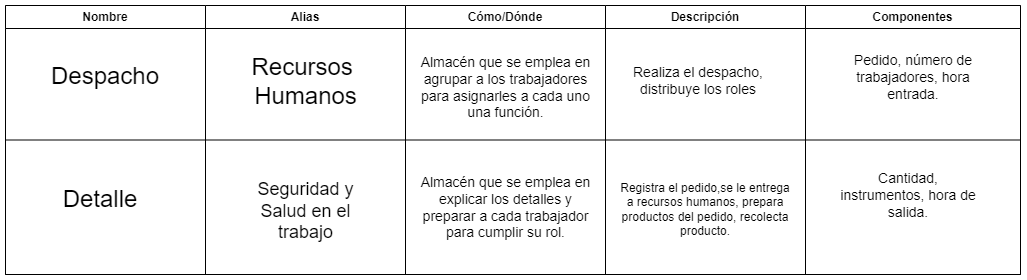 Nombre
Alias
Cómo/Dónde
Descripción
Componentes
Despacho
Recursos
Humanos
Almacén que se emplea en
agrupar a los trabajadores
para asignarles a cada uno
una función.
Realiza el despacho,
distribuye los roles
Pedido, número de
trabajadores, hora
entrada.
Detalle
Seguridad y
Salud en el
trabajo
Almacén que se emplea en
explicar los detalles y
preparar a cada trabajador
para cumplir su rol.
Registra el pedido,se le entrega
a recursos humanos, prepara
productos del pedido, recolecta
producto.
Cantidad,
instrumentos, hora de
salida.